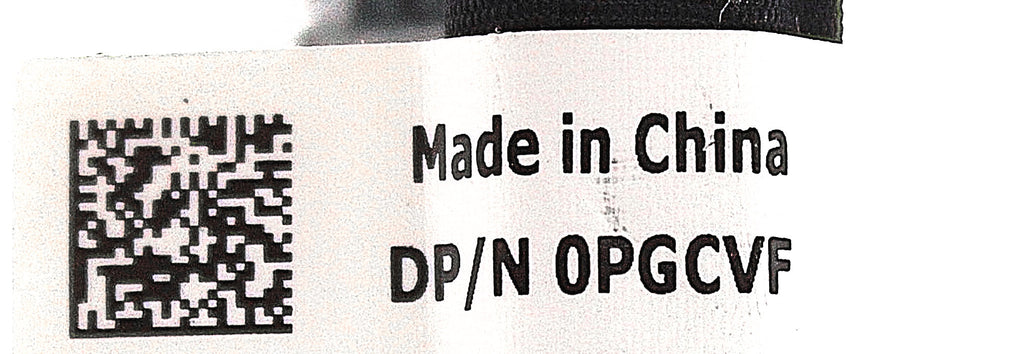 Made in China
DP/N 0PGCVF